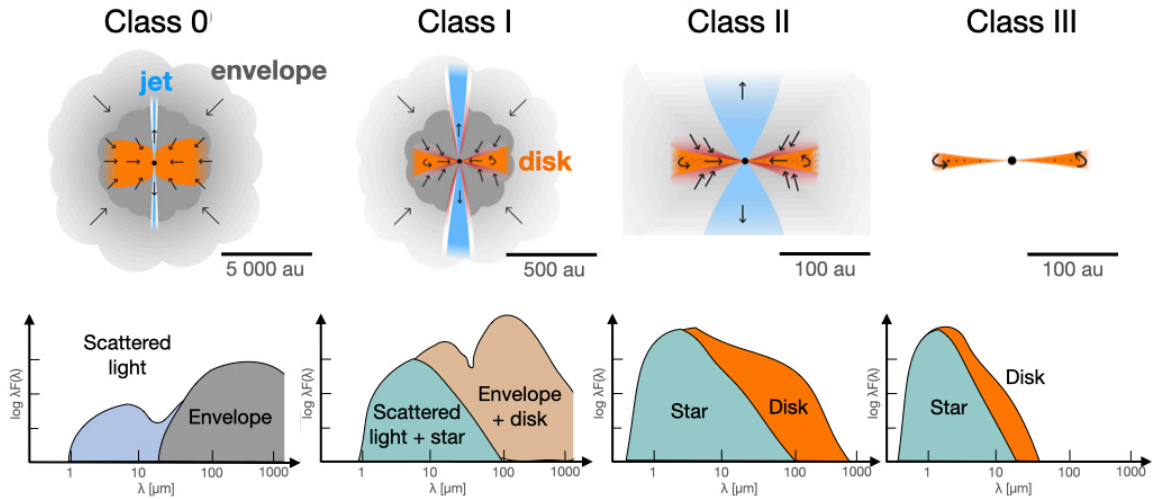 Class 0
Class I
Class II
Class III
jet
envelope
disk
5 000 au
500 au
100 au
100 au
log λF(λ)
Scattered
light
Envelope
1
10
100
1000
λ [μm]
log λF(λ)
Scattered
light + star
Envelope
+ disk
1
10
100
1000
λ [μm]
log λF(λ)
Star
Disk
1
10
100
1000
λ [μm]
log λF(λ)
Star
Disk
1
10
100
1000
λ [μm]